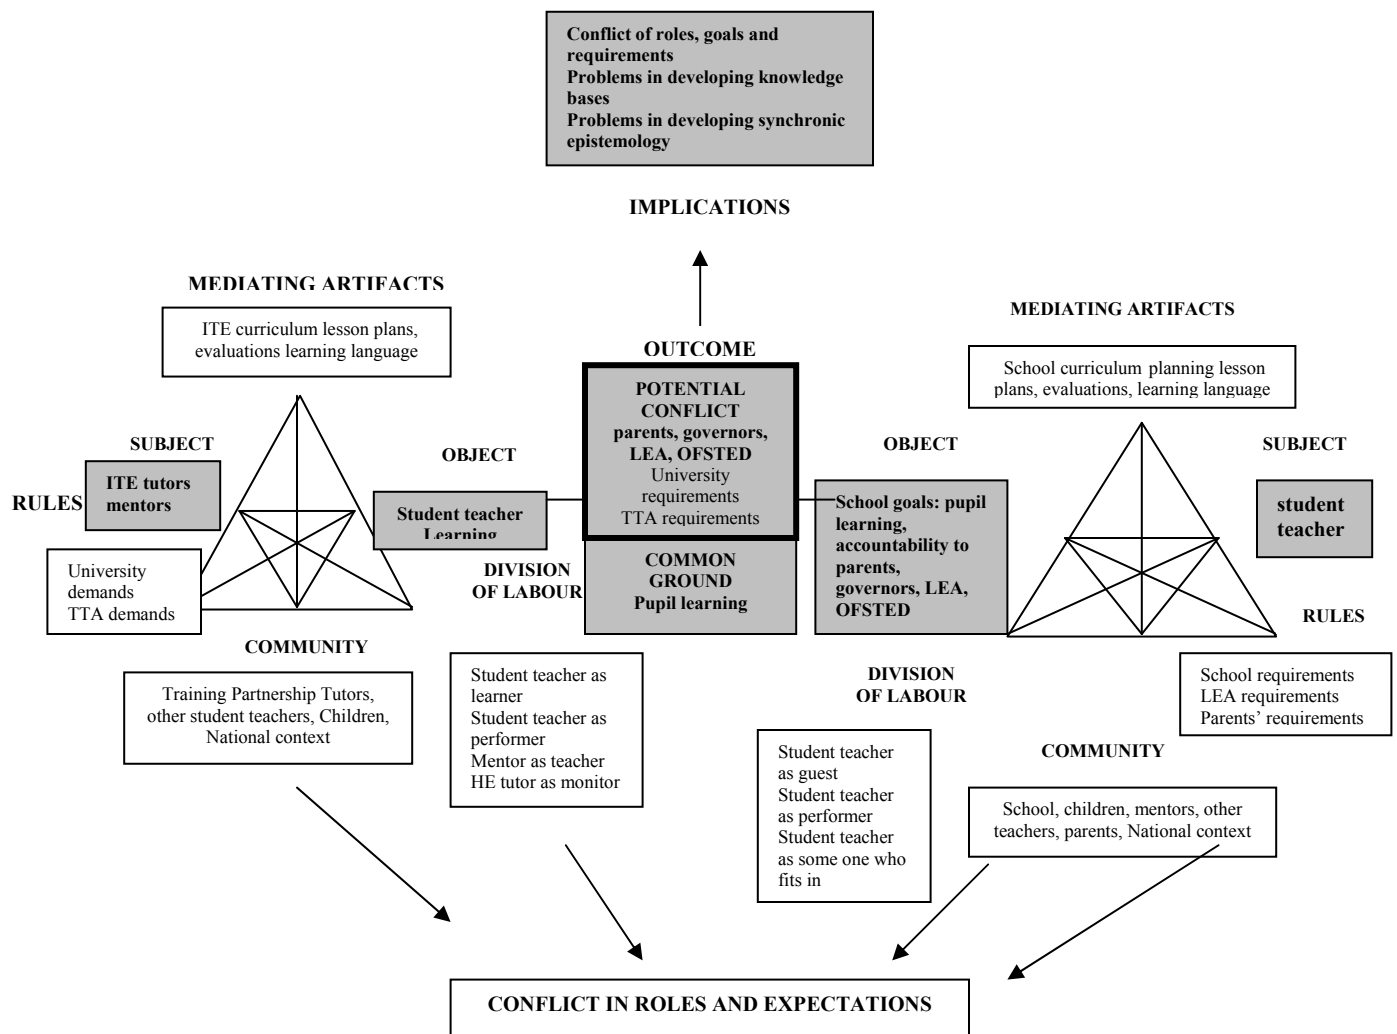 Conflict of roles, goals and
requirements
Problems in developing knowledge
bases
Problems in developing synchronic
epistemology
IMPLICATIONS
MEDIATING ARTIFACTS
ITE curriculum lesson plans,
evaluations learning language
MEDIATING ARTIFACTS
School curriculum planning lesson
plans, evaluations, learning language
OUTCOME
POTENTIAL
CONFLICT
parents, governors,
LEA, OFSTED
University
requirements
TTA requirements
COMMON
GROUND
Pupil learning
SUBJECT
ITE tutors
mentors
RULES
University
demands
TTA demands
OBJECT
Student teacher
Learning
DIVISION
OF LABOUR
Student teacher as
learner
Student teacher as
performer
Mentor as teacher
HE tutor as monitor
COMMUNITY
Training Partnership Tutors,
other student teachers, Children,
National context
OBJECT
School goals: pupil
learning,
accountability to
parents,
governors, LEA,
OFSTED
SUBJECT
student
teacher
RULES
School requirements
LEA requirements
Parents’ requirements
DIVISION
OF LABOUR
Student teacher
as guest
Student teacher
as performer
Student teacher
as some one who
fits in
COMMUNITY
School, children, mentors, other
teachers, parents, National context
CONFLICT IN ROLES AND EXPECTATIONS